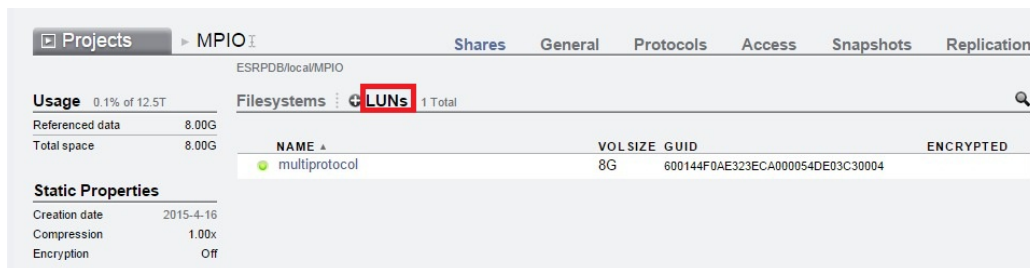 Projects MPIO
Shares General Protocols Access Snapshots Replication
ESRPDB/local/MPIO
Usage 0.1% of 12.5T
Referenced data 8.00G
Total space 8.00G
Static Properties
Creation date 2015-4-16
Compression 1.00x
Encryption Off
Filesystems LUNs 1 Total
NAME VOLSIZE GUID ENCRYPTED
multiprotocol 8G 600144F0AE323ECA000054DE03C30004